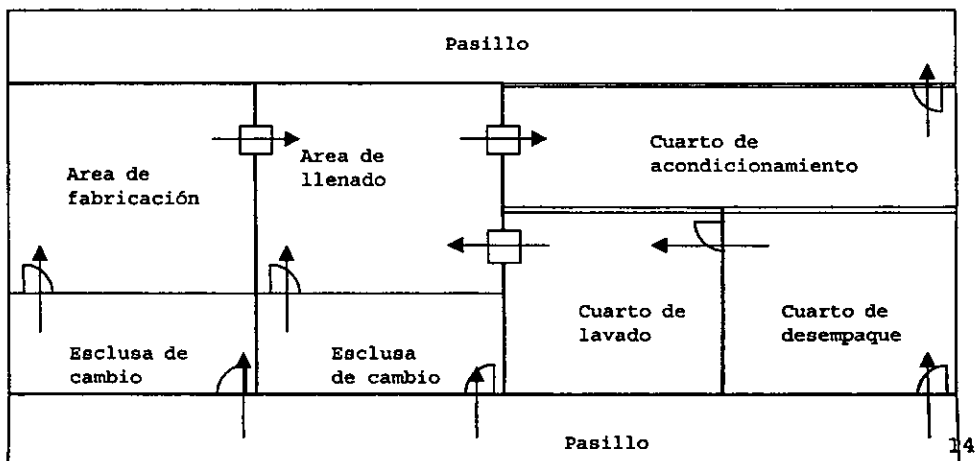 Pasillo
Area de
fabricación
Area de
llenado
Cuarto de
acondicionamiento
Esclusa de
cambio
Esclusa
de cambio
Cuarto de
lavado
Cuarto de
desempaque
Pasillo
14